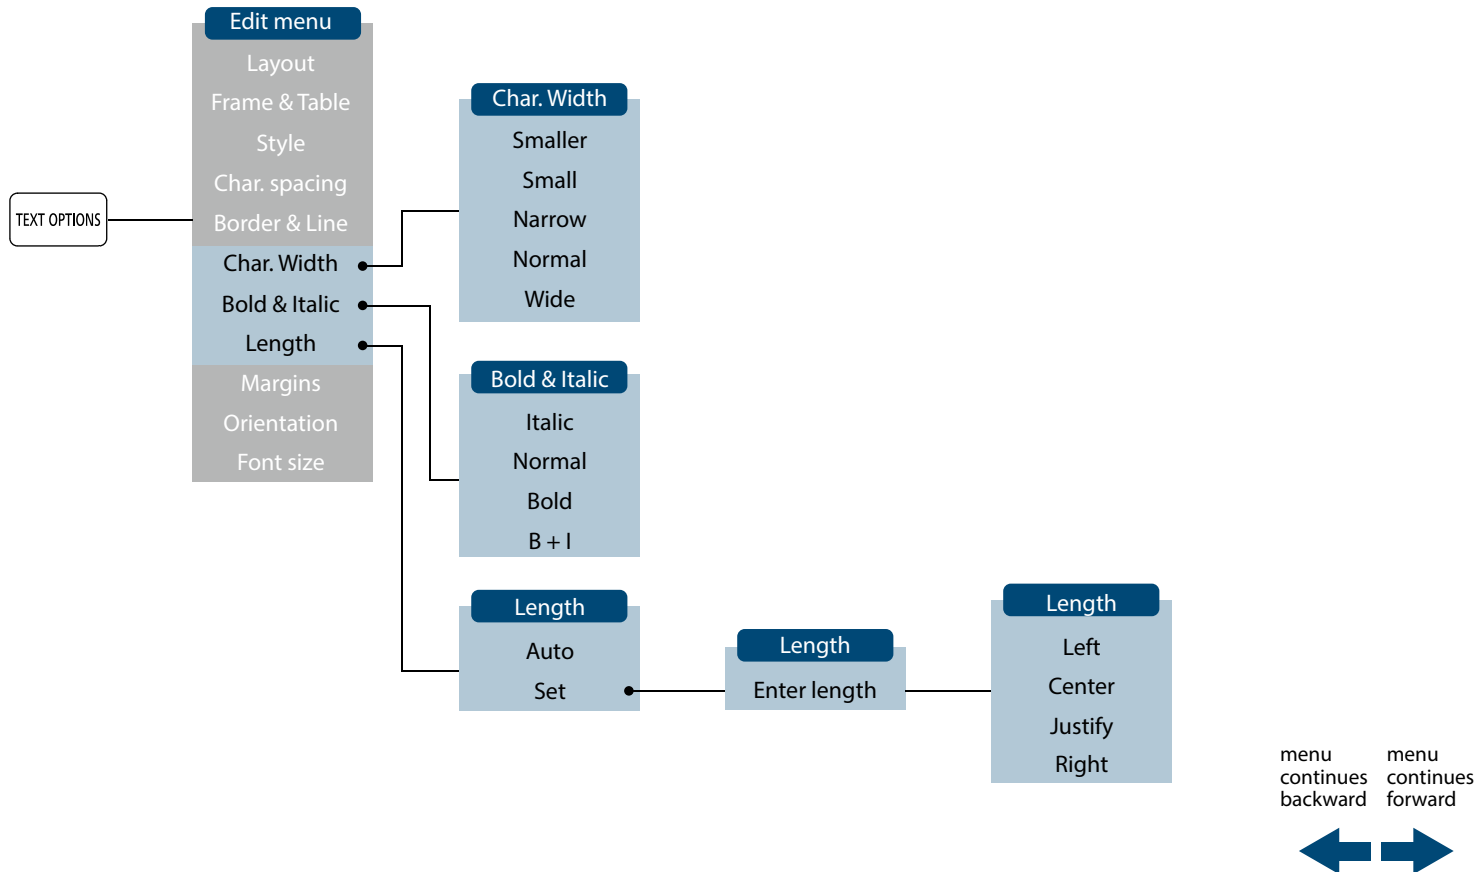 TEXT OPTIONS
Edit menu
Layout
Frame & Table
Style
Char. spacing
Border & Line
Char. Width
Bold & Italic
Length
Margins
Orientation
Font size
Char. Width
Smaller
Small
Narrow
Normal
Wide
Bold & Italic
Italic
Normal
Bold
B + I
Length
Auto
Set
Length
Enter length
Length
Left
Center
Justify
Right
menu
continues
backward
menu
continues
forward